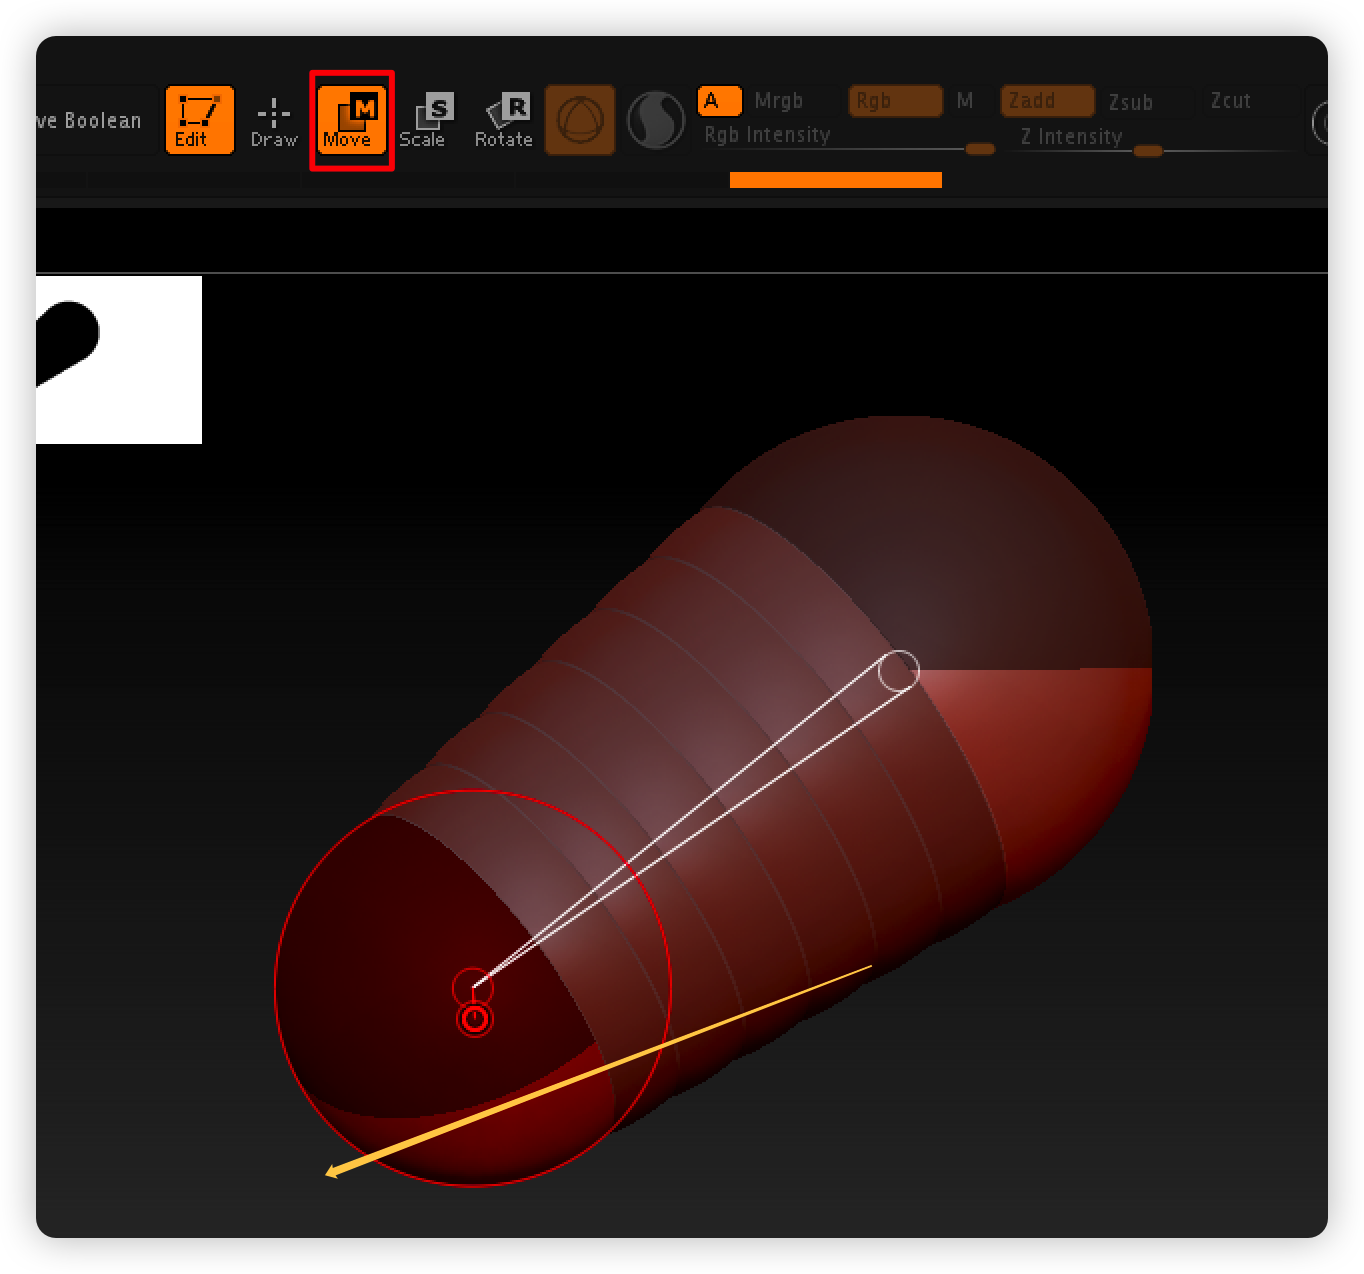 ve Boolean
Edit
Draw
M
Move
S
Scale
R
Rotate
A
Mrgb
Rgb
M
Zadd
Zsub
Zcut
Rgb Intensity
Z Intensity